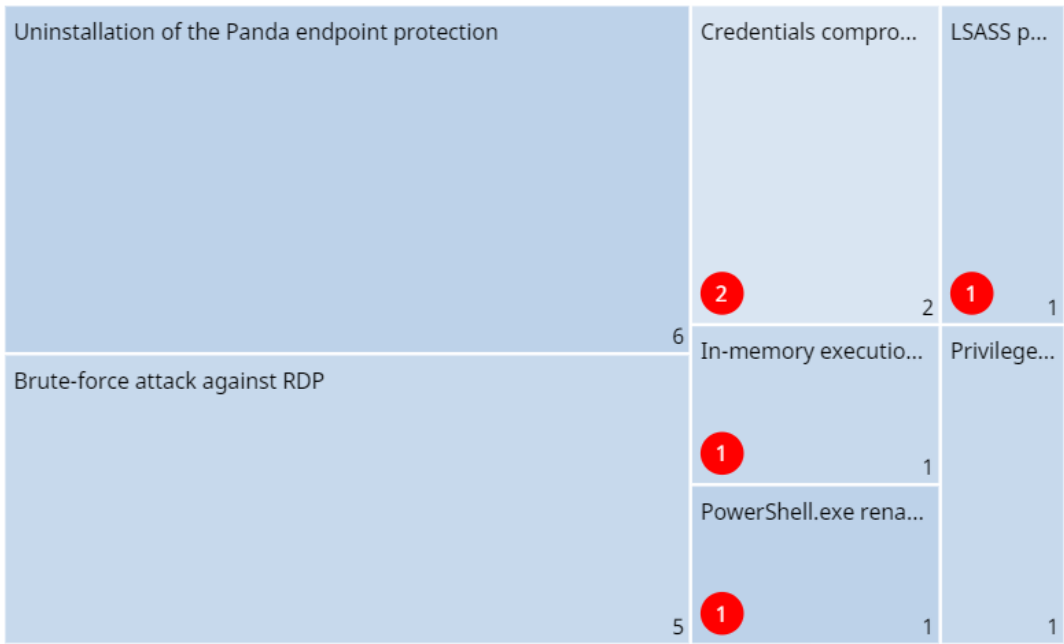 Uninstallation of the Panda endpoint protection
6
Brute-force attack against RDP
5
Credentials compro...
2
2
LSASS p...
1
1
In-memory executio...
1
1
Privilege...
1
PowerShell.exe rena...
1
1